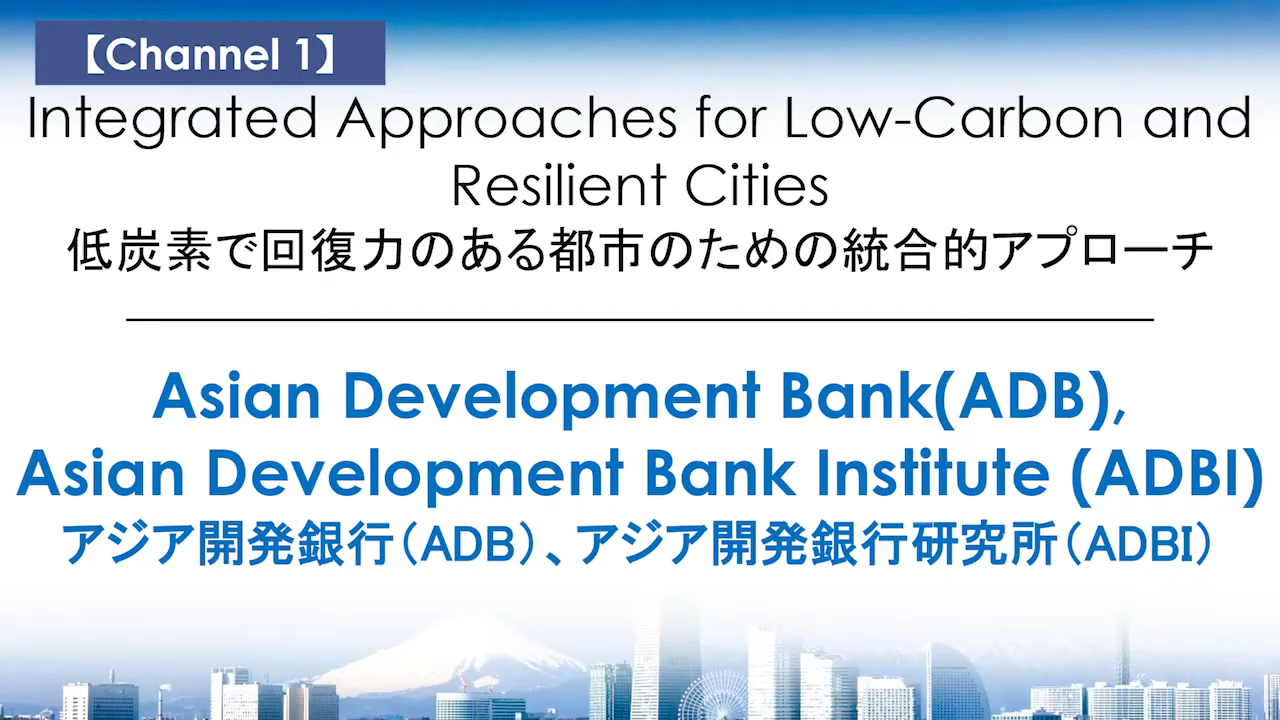 【Channel 1】
Integrated Approaches for Low-Carbon and
Resilient Cities
低炭素で回復力のある都市のための統合的アプローチ
Asian Development Bank(ADB),
Asian Development Bank Institute (ADBI)
アジア開発銀行（ADB）、アジア開発銀行研究所（ADBI）